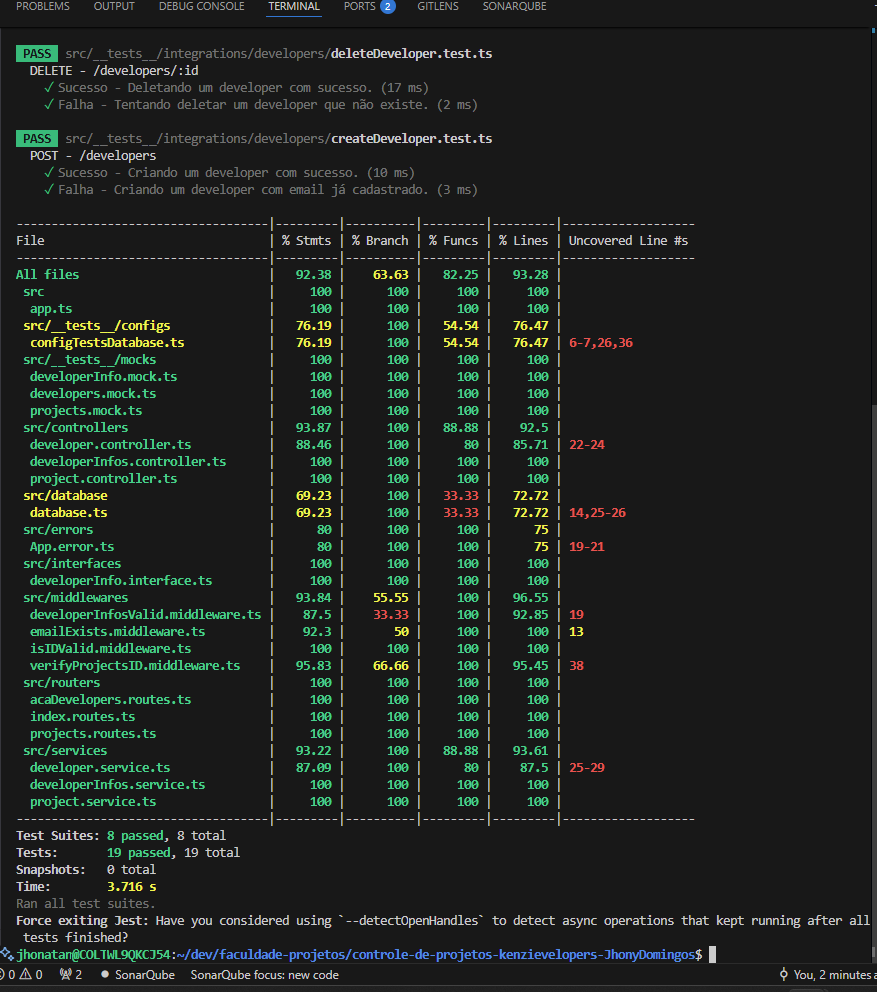 PROBLEMS OUTPUT DEBUG CONSOLE TERMINAL PORTS 2 GITLENS SONARQUBE
PASS src/__tests__/integrations/developers/deleteDeveloper.test.ts
DELETE - /developers/:id
✓ Sucesso - Deletando um developer com sucesso. (17 ms)
✓ Falha - Tentando deletar um developer que não existe. (2 ms)
PASS src/__tests__/integrations/developers/createDeveloper.test.ts
POST - /developers
✓ Sucesso - Criando um developer com sucesso. (10 ms)
✓ Falha - Criando um developer com email já cadastrado. (3 ms)
----------------------------------|---------|----------|---------|---------|-------------------
File | % Stmts | % Branch | % Funcs | % Lines | Uncovered Line #s
----------------------------------|---------|----------|---------|---------|-------------------
All files | 92.38 | 63.63 | 82.25 | 93.28 |
src | 100 | 100 | 100 | 100 |
app.ts | 100 | 100 | 100 | 100 |
src/__tests__/configs | 76.19 | 100 | 54.54 | 76.47 |
configTestsDatabase.ts | 76.19 | 100 | 54.54 | 76.47 | 6-7,26,36
src/__tests__/mocks | 100 | 100 | 100 | 100 |
developerInfo.mock.ts | 100 | 100 | 100 | 100 |
developers.mock.ts | 100 | 100 | 100 | 100 |
projects.mock.ts | 100 | 100 | 100 | 100 |
src/controllers | 93.87 | 100 | 88.88 | 92.5 |
developer.controller.ts | 88.46 | 100 | 80 | 85.71 | 22-24
developerInfos.controller.ts | 100 | 100 | 100 | 100 |
project.controller.ts | 100 | 100 | 100 | 100 |
src/database | 69.23 | 100 | 33.33 | 72.72 |
database.ts | 69.23 | 100 | 33.33 | 72.72 | 14,25-26
src/errors | 80 | 100 | 100 | 75 |
App.error.ts | 80 | 100 | 100 | 75 | 19-21
src/interfaces | 100 | 100 | 100 | 100 |
developerInfo.interface.ts | 100 | 100 | 100 | 100 |
src/middlewares | 93.84 | 55.55 | 100 | 96.55 |
developerInfosValid.middleware.ts | 87.5 | 33.33 | 100 | 92.85 | 19
emailExists.middleware.ts | 92.3 | 50 | 100 | 100 | 13
isIDValid.middleware.ts | 100 | 100 | 100 | 100 |
verifyProjectsID.middleware.ts | 95.83 | 66.66 | 100 | 95.45 | 38
src/routers | 100 | 100 | 100 | 100 |
acaDevelopers.routes.ts | 100 | 100 | 100 | 100 |
index.routes.ts | 100 | 100 | 100 | 100 |
projects.routes.ts | 100 | 100 | 100 | 100 |
src/services | 93.22 | 100 | 88.88 | 93.61 |
developer.service.ts | 87.09 | 100 | 80 | 87.5 | 25-29
developerInfos.service.ts | 100 | 100 | 100 | 100 |
project.service.ts | 100 | 100 | 100 | 100 |
----------------------------------|---------|----------|---------|---------|-------------------
Test Suites: 8 passed, 8 total
Tests: 19 passed, 19 total
Snapshots: 0 total
Time: 3.716 s
Ran all test suites.
Force exiting Jest: Have you considered using `--detectOpenHandles` to detect async operations that kept running after all
tests finished?
jhonatan@COLTWL9QKCJ54:~/dev/faculdade-projetos/controle-de-projetos-kenzievelopers-JhonyDomingos$
0 0 2 SonarQube SonarQube focus: new code You, 2 minutes a